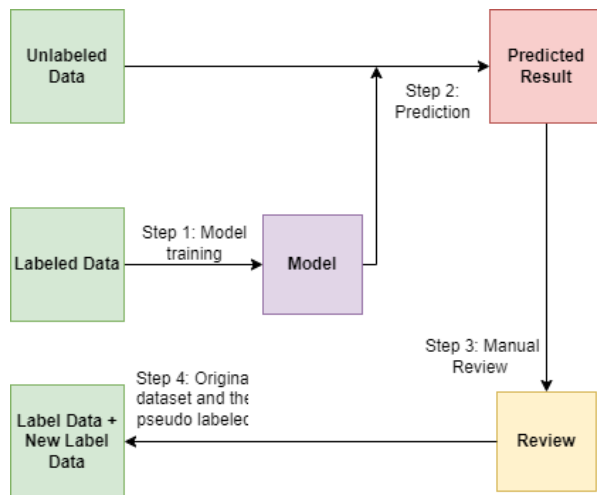 Unlabeled
Data
Predicted
Result
Step 2:
Prediction
Labeled Data
Step 1: Model
training
Model
Step 3: Manual
Review
Step 4: Origina
dataset and the
pseudo labeled
Label Data +
New Label
Data
Review